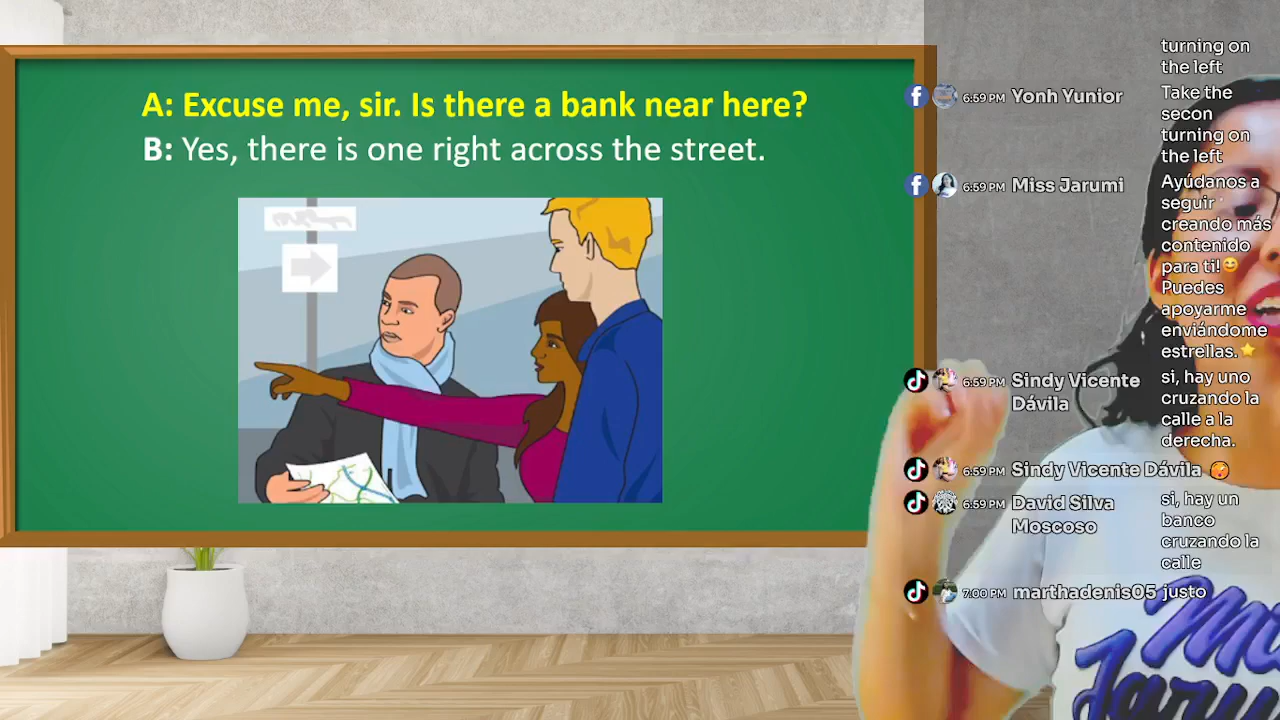 A: Excuse me, sir. Is there a bank near here?
B: Yes, there is one right across the street.
turning on
the left
6:59 PM Yonh Yunior
Take the
secon
turning on
the left
6:59 PM Miss Jarumi
Ayúdanos a
seguir
creando más
contenido
para ti!😊
Puedes
apoyarme
enviándome
estrellas.⭐
6:59 PM Sindy Vicente
Dávila
si, hay uno
cruzando la
calle a la
derecha.
6:59 PM Sindy Vicente Dávila
6:59 PM David Silva
Moscoso
si, hay un
banco
cruzando la
calle
7:00 PM marthadenis05 justo